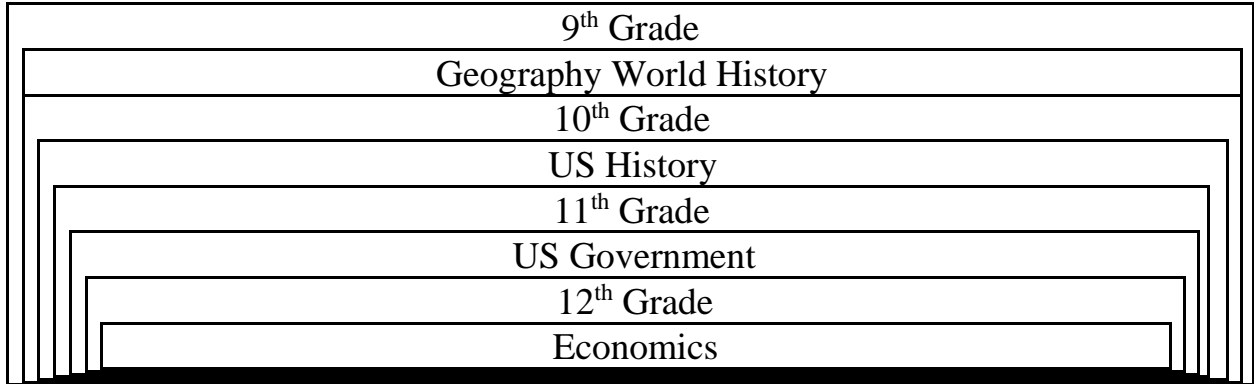 9th Grade
Geography World History
10th Grade
US History
11th Grade
US Government
12th Grade
Economics